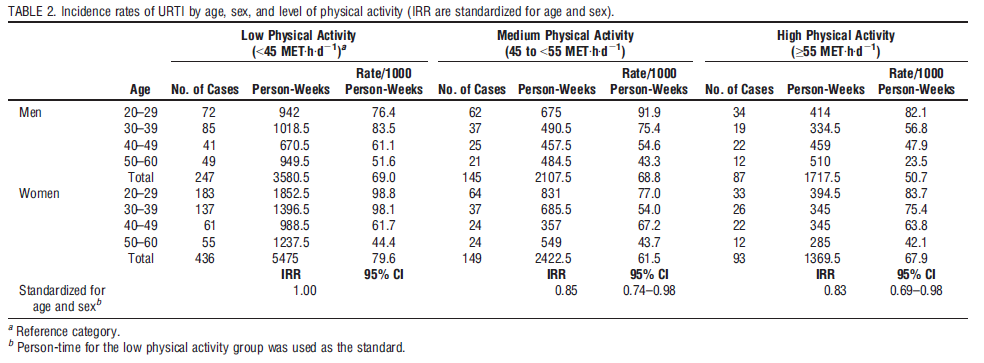 TABLE 2. Incidence rates of URTI by age, sex, and level of physical activity (IRR are standardized for age and sex).
Low Physical Activity Medium Physical Activity High Physical Activity
(<45 MET·h·d⁻¹)ᵃ (45 to <55 MET·h·d⁻¹) (≥55 MET·h·d⁻¹)
Rate/1000 Rate/1000 Rate/1000
Age No. of Cases Person-Weeks Person-Weeks No. of Cases Person-Weeks Person-Weeks No. of Cases Person-Weeks Person-Weeks
Men 20–29 72 942 76.4 62 675 91.9 34 414 82.1
30–39 85 1018.5 83.5 37 490.5 75.4 19 334.5 56.8
40–49 41 670.5 61.1 25 457.5 54.6 22 459 47.9
50–60 49 949.5 51.6 21 484.5 43.3 12 510 23.5
Total 247 3580.5 69.0 145 2107.5 68.8 87 1717.5 50.7
Women 20–29 183 1852.5 98.8 64 831 77.0 33 394.5 83.7
30–39 137 1396.5 98.1 37 685.5 54.0 26 345 75.4
40–49 61 988.5 61.7 24 357 67.2 22 345 63.8
50–60 55 1237.5 44.4 24 549 43.7 12 285 42.1
Total 436 5475 79.6 149 2422.5 61.5 93 1369.5 67.9
IRR 95% CI IRR 95% CI IRR 95% CI
Standardized for 1.00 0.85 0.74–0.98 0.83 0.69–0.98
age and sexᵇ
ᵃ Reference category.
ᵇ Person-time for the low physical activity group was used as the standard.